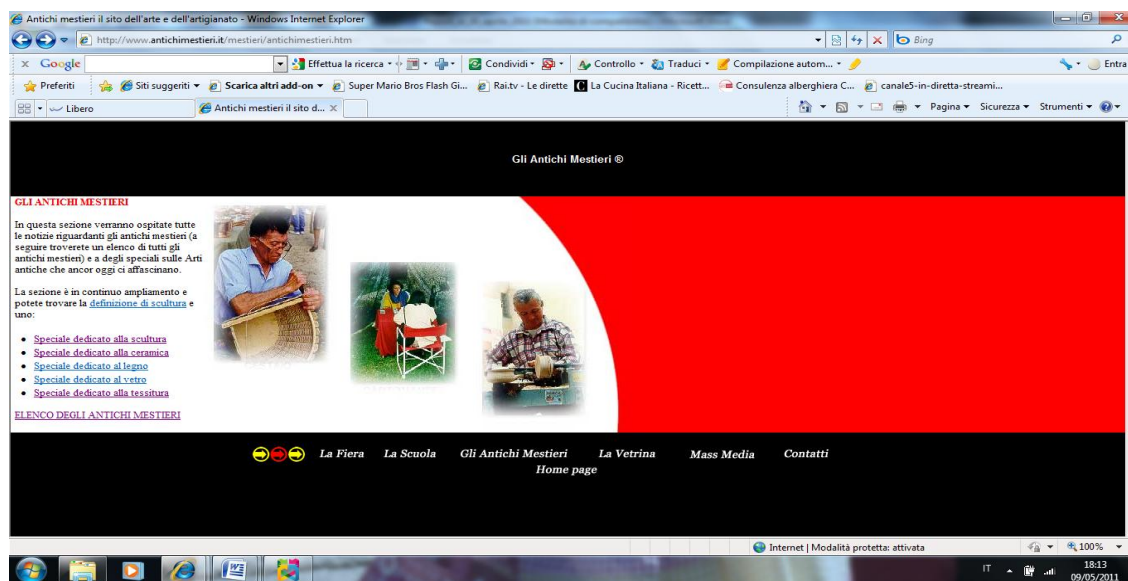 Antichi mestieri il sito dell'arte e dell'artigianato - Windows Internet Explorer
http://www.antichimestieri.it/mestieri/antichimestieri.htm
Bing
x Google Effettua la ricerca Condividi Controllo Traduci Compilazione autom... Entra
Preferiti Siti suggeriti Scarica altri add-on Super Mario Bros Flash Gi... Rai.tv - Le dirette La Cucina Italiana - Ricett... Consulenza alberghiera C... canale5-in-diretta-streami...
Libero Antichi mestieri il sito d... x Pagina Sicurezza Strumenti
Gli Antichi Mestieri ®
GLI ANTICHI MESTIERI
In questa sezione verranno ospitate tutte
le notizie riguardanti gli antichi mestieri (a
seguire troverete un elenco di tutti gli
antichi mestieri) e a degli speciali sulle Arti
antiche che ancor oggi ci affascinano.
La sezione è in continuo ampliamento e
potete trovare la definizione di scultura e
uno:
• Speciale dedicato alla scultura
• Speciale dedicato alla ceramica
• Speciale dedicato al legno
• Speciale dedicato al vetro
• Speciale dedicato alla tessitura
ELENCO DEGLI ANTICHI MESTIERI
La Fiera La Scuola Gli Antichi Mestieri La Vetrina Mass Media Contatti
Home page
Internet | Modalità protetta: attivata 100%
IT 18:13
09/05/2011